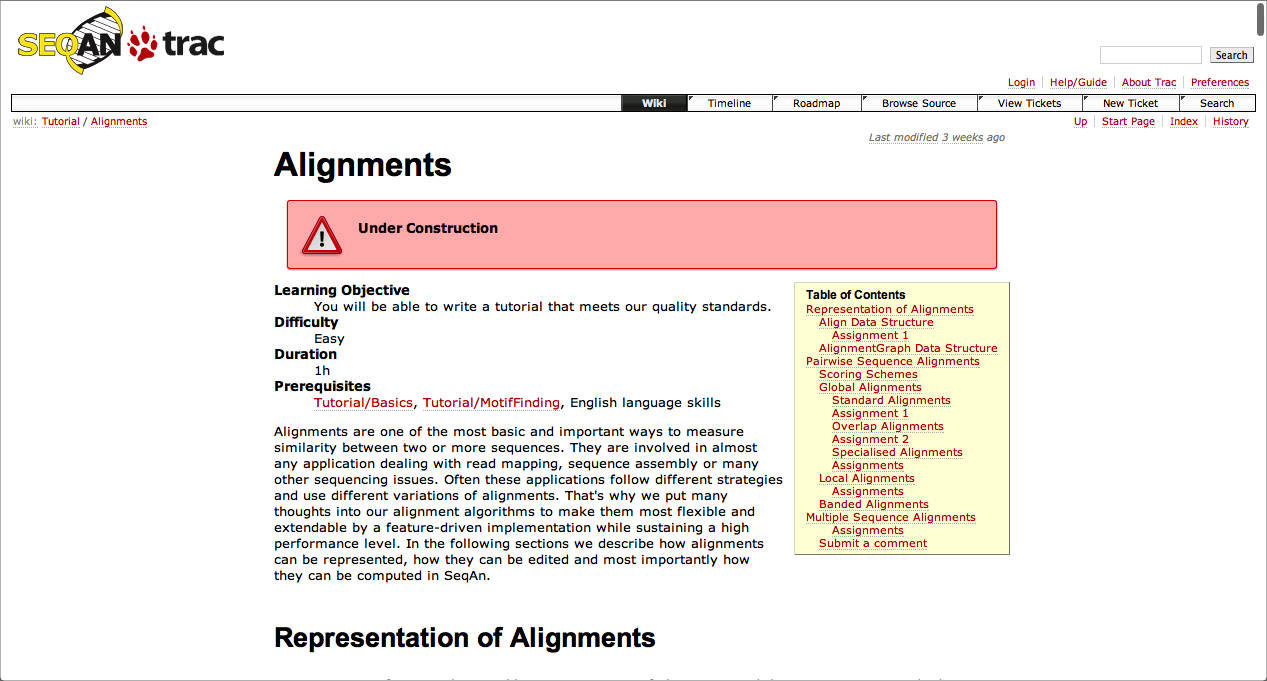 SEQAN trac
Search
Login Help/Guide About Trac Preferences
Wiki Timeline Roadmap Browse Source View Tickets New Ticket Search
wiki: Tutorial / Alignments
Up Start Page Index History
Last modified 3 weeks ago
Alignments
Under Construction
Learning Objective
You will be able to write a tutorial that meets our quality standards.
Difficulty
Easy
Duration
1h
Prerequisites
Tutorial/Basics, Tutorial/MotifFinding, English language skills
Alignments are one of the most basic and important ways to measure
similarity between two or more sequences. They are involved in almost
any application dealing with read mapping, sequence assembly or many
other sequencing issues. Often these applications follow different strategies
and use different variations of alignments. That's why we put many
thoughts into our alignment algorithms to make them most flexible and
extendable by a feature-driven implementation while sustaining a high
performance level. In the following sections we describe how alignments
can be represented, how they can be edited and most importantly how
they can be computed in SeqAn.
Table of Contents
Representation of Alignments
Align Data Structure
Assignment 1
AlignmentGraph Data Structure
Pairwise Sequence Alignments
Scoring Schemes
Global Alignments
Standard Alignments
Assignment 1
Overlap Alignments
Assignment 2
Specialised Alignments
Assignments
Local Alignments
Assignments
Banded Alignments
Multiple Sequence Alignments
Assignments
Submit a comment
Representation of Alignments